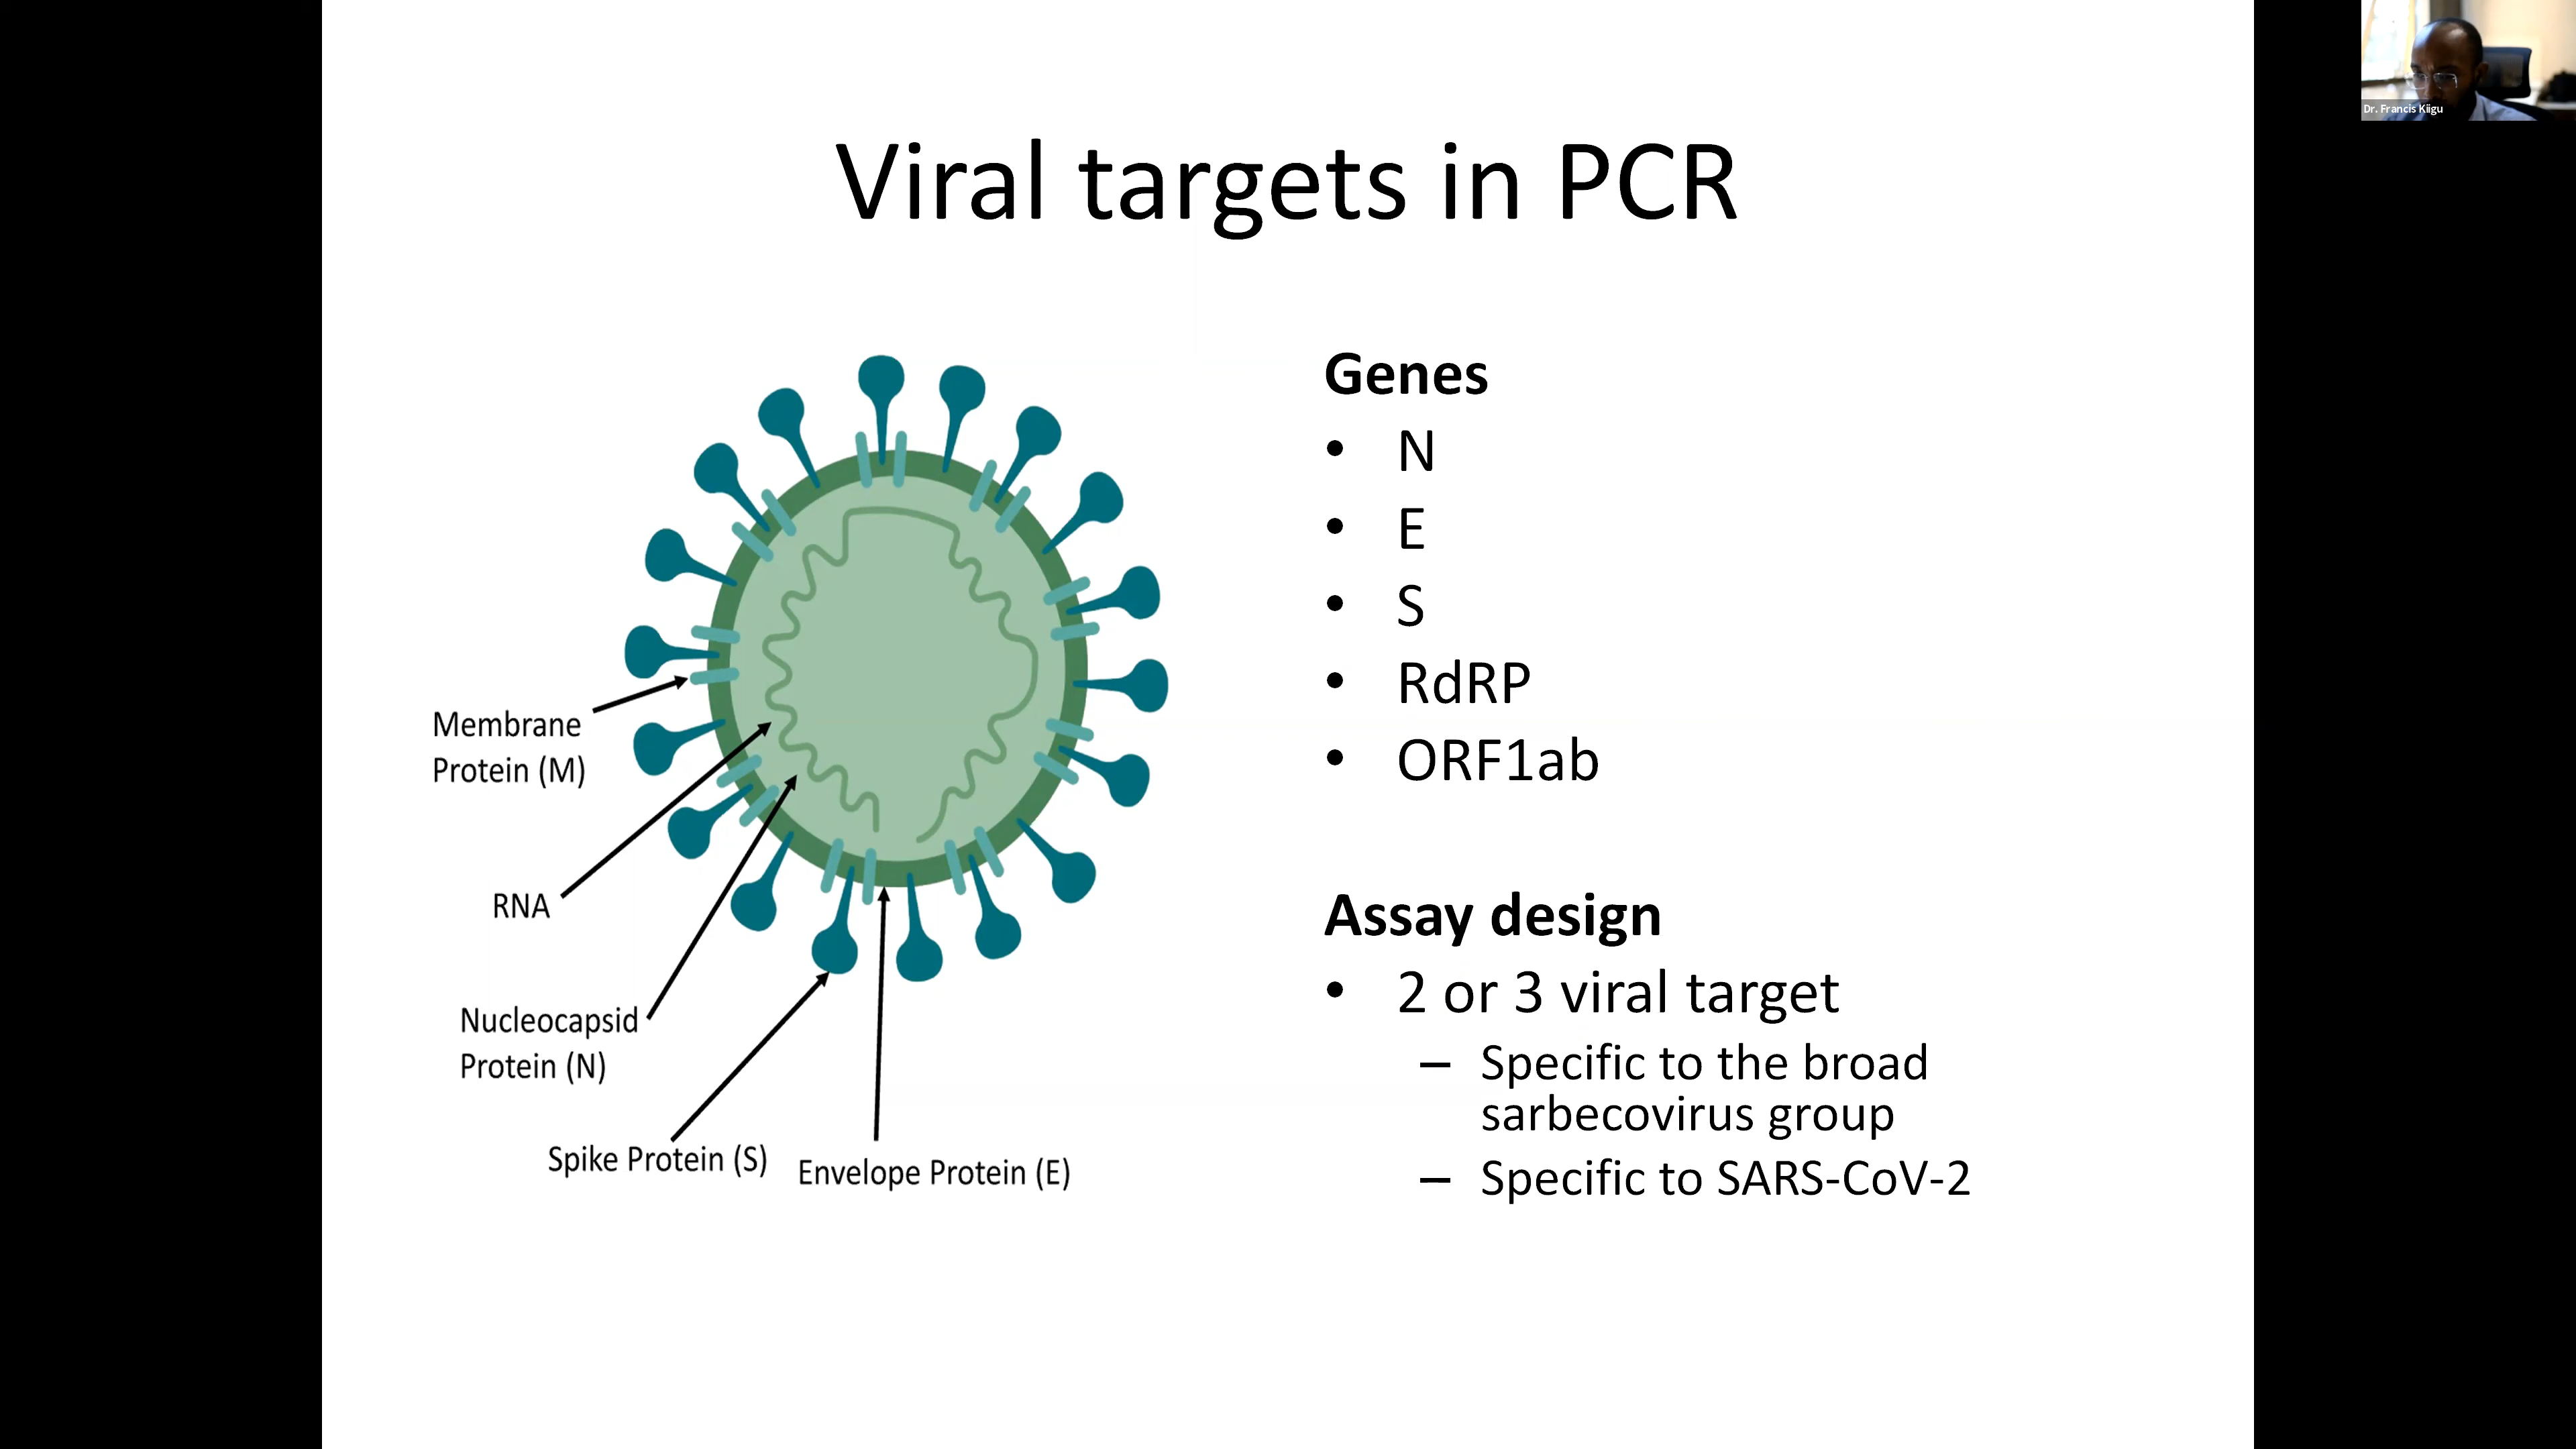 Dr. Francis Kiigu
Viral targets in PCR
Membrane
Protein (M)
RNA
Nucleocapsid
Protein (N)
Spike Protein (S)
Envelope Protein (E)
Genes
• N
• E
• S
• RdRP
• ORF1ab
Assay design
• 2 or 3 viral target
– Specific to the broad
sarbecovirus group
– Specific to SARS-CoV-2